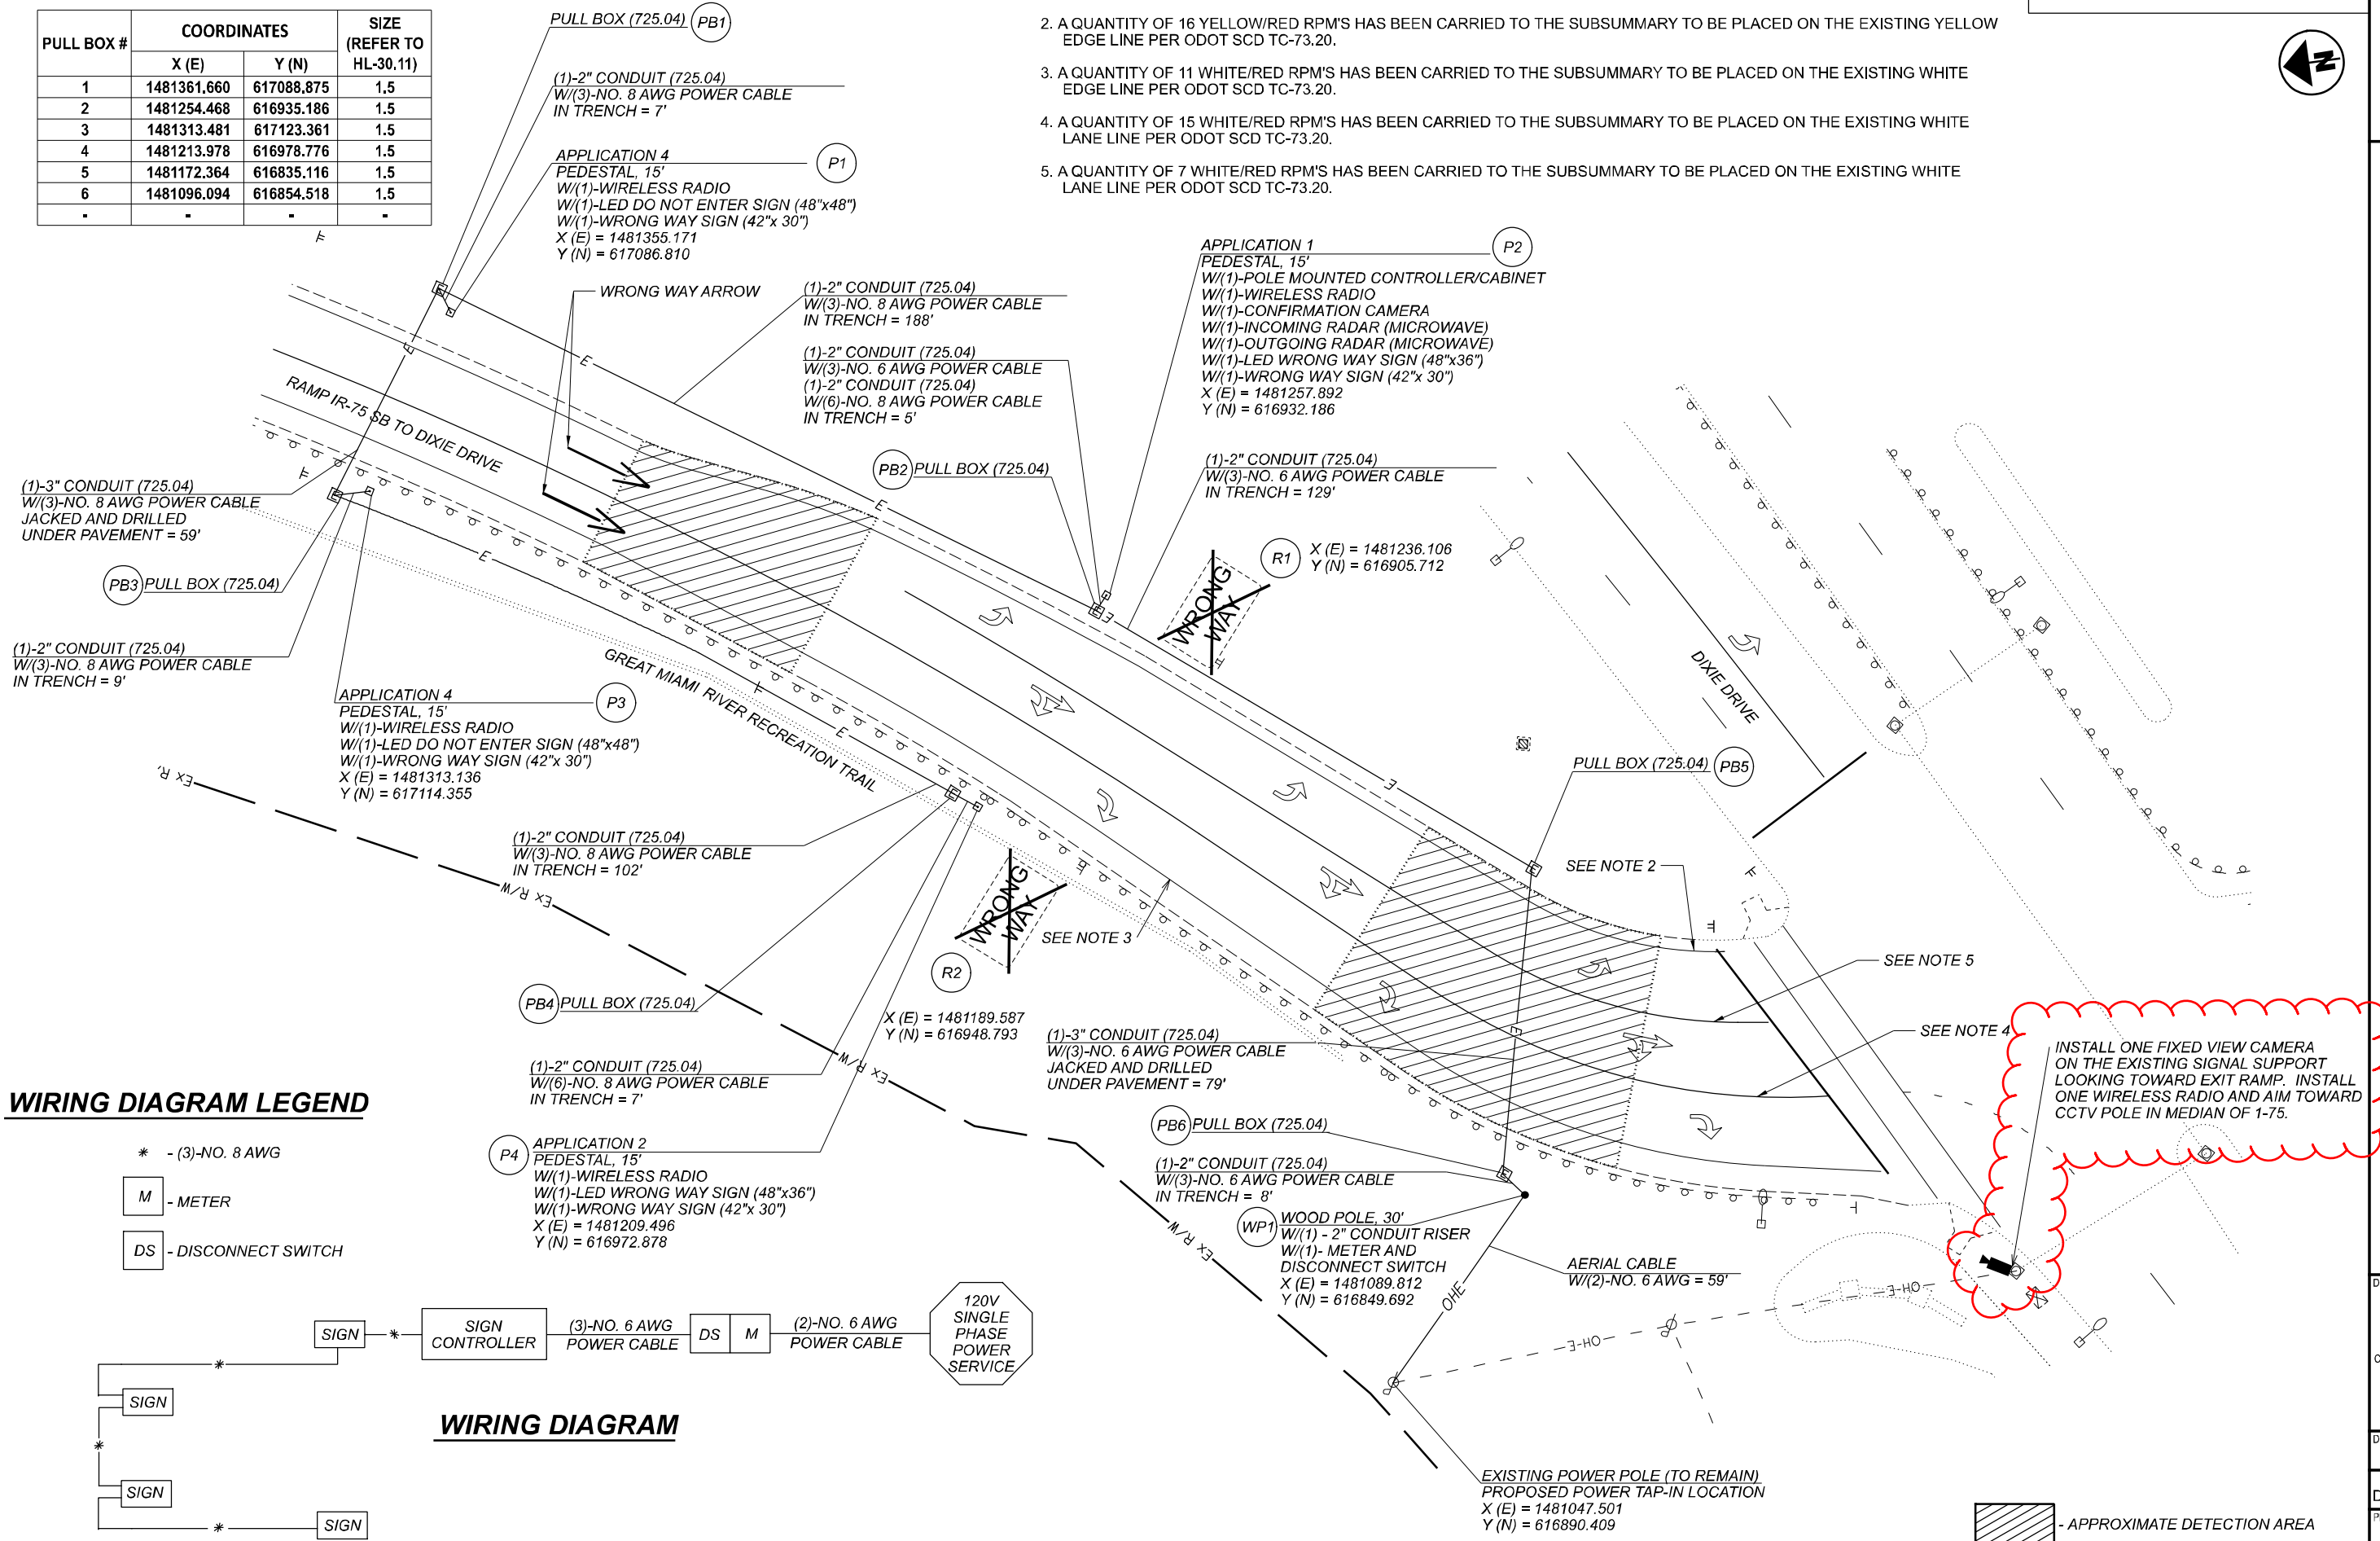 PULL BOX # COORDINATES SIZE (REFER TO HL-30.11)
X (E) Y (N)
1 1481361.660 617088.875 1.5
2 1481254.468 616935.186 1.5
3 1481313.481 617123.361 1.5
4 1481213.978 616978.776 1.5
5 1481172.364 616835.116 1.5
6 1481096.094 616854.518 1.5
- - - -
2. A QUANTITY OF 16 YELLOW/RED RPM'S HAS BEEN CARRIED TO THE SUBSUMMARY TO BE PLACED ON THE EXISTING YELLOW
EDGE LINE PER ODOT SCD TC-73.20.
3. A QUANTITY OF 11 WHITE/RED RPM'S HAS BEEN CARRIED TO THE SUBSUMMARY TO BE PLACED ON THE EXISTING WHITE
EDGE LINE PER ODOT SCD TC-73.20.
4. A QUANTITY OF 15 WHITE/RED RPM'S HAS BEEN CARRIED TO THE SUBSUMMARY TO BE PLACED ON THE EXISTING WHITE
LANE LINE PER ODOT SCD TC-73.20.
5. A QUANTITY OF 7 WHITE/RED RPM'S HAS BEEN CARRIED TO THE SUBSUMMARY TO BE PLACED ON THE EXISTING WHITE
LANE LINE PER ODOT SCD TC-73.20.
N
PULL BOX (725.04) PB1
(1)-2" CONDUIT (725.04)
W/(3)-NO. 8 AWG POWER CABLE
IN TRENCH = 7'
APPLICATION 4 P1
PEDESTAL, 15'
W/(1)-WIRELESS RADIO
W/(1)-LED DO NOT ENTER SIGN (48"x48")
W/(1)-WRONG WAY SIGN (42"x 30")
X (E) = 1481355.171
Y (N) = 617086.810
WRONG WAY ARROW
(1)-2" CONDUIT (725.04)
W/(3)-NO. 8 AWG POWER CABLE
IN TRENCH = 188'
(1)-2" CONDUIT (725.04)
W/(3)-NO. 6 AWG POWER CABLE
(1)-2" CONDUIT (725.04)
W/(6)-NO. 8 AWG POWER CABLE
IN TRENCH = 5'
PB2 PULL BOX (725.04)
APPLICATION 1 P2
PEDESTAL, 15'
W/(1)-POLE MOUNTED CONTROLLER/CABINET
W/(1)-WIRELESS RADIO
W/(1)-CONFIRMATION CAMERA
W/(1)-INCOMING RADAR (MICROWAVE)
W/(1)-OUTGOING RADAR (MICROWAVE)
W/(1)-LED WRONG WAY SIGN (48"x36")
W/(1)-WRONG WAY SIGN (42"x 30")
X (E) = 1481257.892
Y (N) = 616932.186
(1)-2" CONDUIT (725.04)
W/(3)-NO. 6 AWG POWER CABLE
IN TRENCH = 129'
R1 X (E) = 1481236.106
Y (N) = 616905.712
WRONG
WAY
RAMP IR-75 SB TO DIXIE DRIVE
E
E
E
E
E
E
E
E
E
E
E
E
E
E
(1)-3" CONDUIT (725.04)
W/(3)-NO. 8 AWG POWER CABLE
JACKED AND DRILLED
UNDER PAVEMENT = 59'
PB3 PULL BOX (725.04)
(1)-2" CONDUIT (725.04)
W/(3)-NO. 8 AWG POWER CABLE
IN TRENCH = 9'
APPLICATION 4 P3
PEDESTAL, 15'
W/(1)-WIRELESS RADIO
W/(1)-LED DO NOT ENTER SIGN (48"x48")
W/(1)-WRONG WAY SIGN (42"x 30")
X (E) = 1481313.136
Y (N) = 617114.355
GREAT MIAMI RIVER RECREATION TRAIL
DIXIE DRIVE
PULL BOX (725.04) PB5
SEE NOTE 2
Ex R/
Ex R/W
Ex R/W
Ex R/W
(1)-2" CONDUIT (725.04)
W/(3)-NO. 8 AWG POWER CABLE
IN TRENCH = 102'
WRONG
WAY
SEE NOTE 3
R2
X (E) = 1481189.587
Y (N) = 616948.793
PB4 PULL BOX (725.04)
SEE NOTE 5
SEE NOTE 4
(1)-3" CONDUIT (725.04)
W/(3)-NO. 6 AWG POWER CABLE
JACKED AND DRILLED
UNDER PAVEMENT = 79'
(1)-2" CONDUIT (725.04)
W/(6)-NO. 8 AWG POWER CABLE
IN TRENCH = 7'
P4 APPLICATION 2
PEDESTAL, 15'
W/(1)-WIRELESS RADIO
W/(1)-LED WRONG WAY SIGN (48"x36")
W/(1)-WRONG WAY SIGN (42"x 30")
X (E) = 1481209.496
Y (N) = 616972.878
PB6 PULL BOX (725.04)
(1)-2" CONDUIT (725.04)
W/(3)-NO. 6 AWG POWER CABLE
IN TRENCH = 8'
WP1 WOOD POLE, 30'
W/(1) - 2" CONDUIT RISER
W/(1)- METER AND
DISCONNECT SWITCH
X (E) = 1481089.812
Y (N) = 616849.692
AERIAL CABLE
W/(2)-NO. 6 AWG = 59'
OHE
OH-E
OH-E
INSTALL ONE FIXED VIEW CAMERA
ON THE EXISTING SIGNAL SUPPORT
LOOKING TOWARD EXIT RAMP. INSTALL
ONE WIRELESS RADIO AND AIM TOWARD
CCTV POLE IN MEDIAN OF 1-75.
EXISTING POWER POLE (TO REMAIN)
PROPOSED POWER TAP-IN LOCATION
X (E) = 1481047.501
Y (N) = 616890.409
- APPROXIMATE DETECTION AREA
WIRING DIAGRAM LEGEND
* - (3)-NO. 8 AWG
M - METER
DS - DISCONNECT SWITCH
SIGN * SIGN CONTROLLER (3)-NO. 6 AWG POWER CABLE DS M (2)-NO. 6 AWG POWER CABLE 120V SINGLE PHASE POWER SERVICE
*
SIGN
*
SIGN
* SIGN
WIRING DIAGRAM